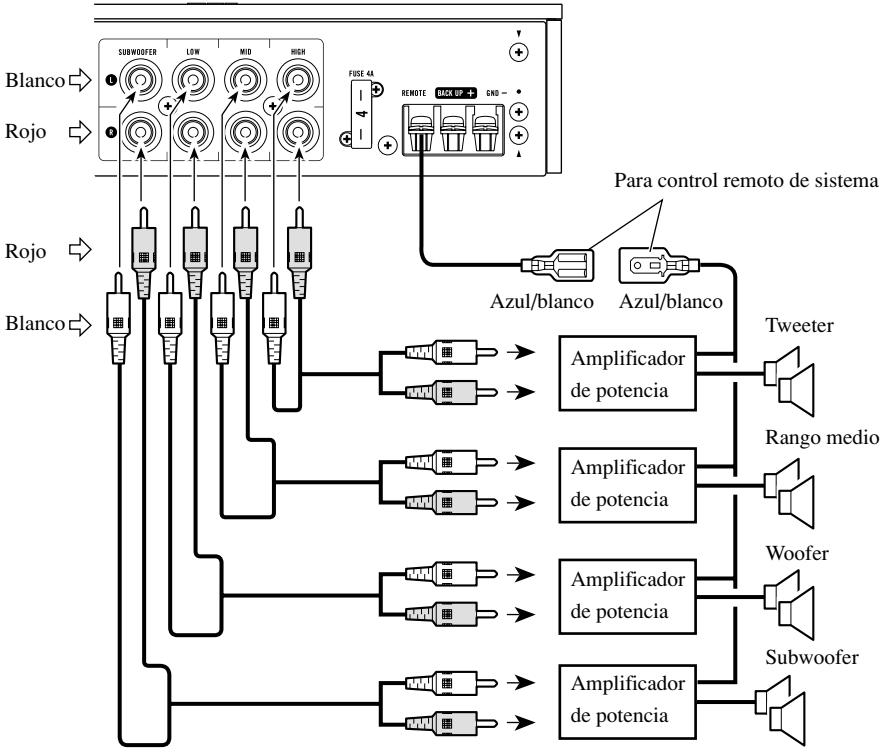 SUBWOOFER LOW MID HIGH
FUSE 4A
REMOTE BACK UP + GND −
Blanco
L
4
Rojo
R
Para control remoto de sistema
Rojo
Azul/blanco Azul/blanco
Blanco
Tweeter
Amplificador
de potencia
Rango medio
Amplificador
de potencia
Woofer
Amplificador
de potencia
Subwoofer
Amplificador
de potencia